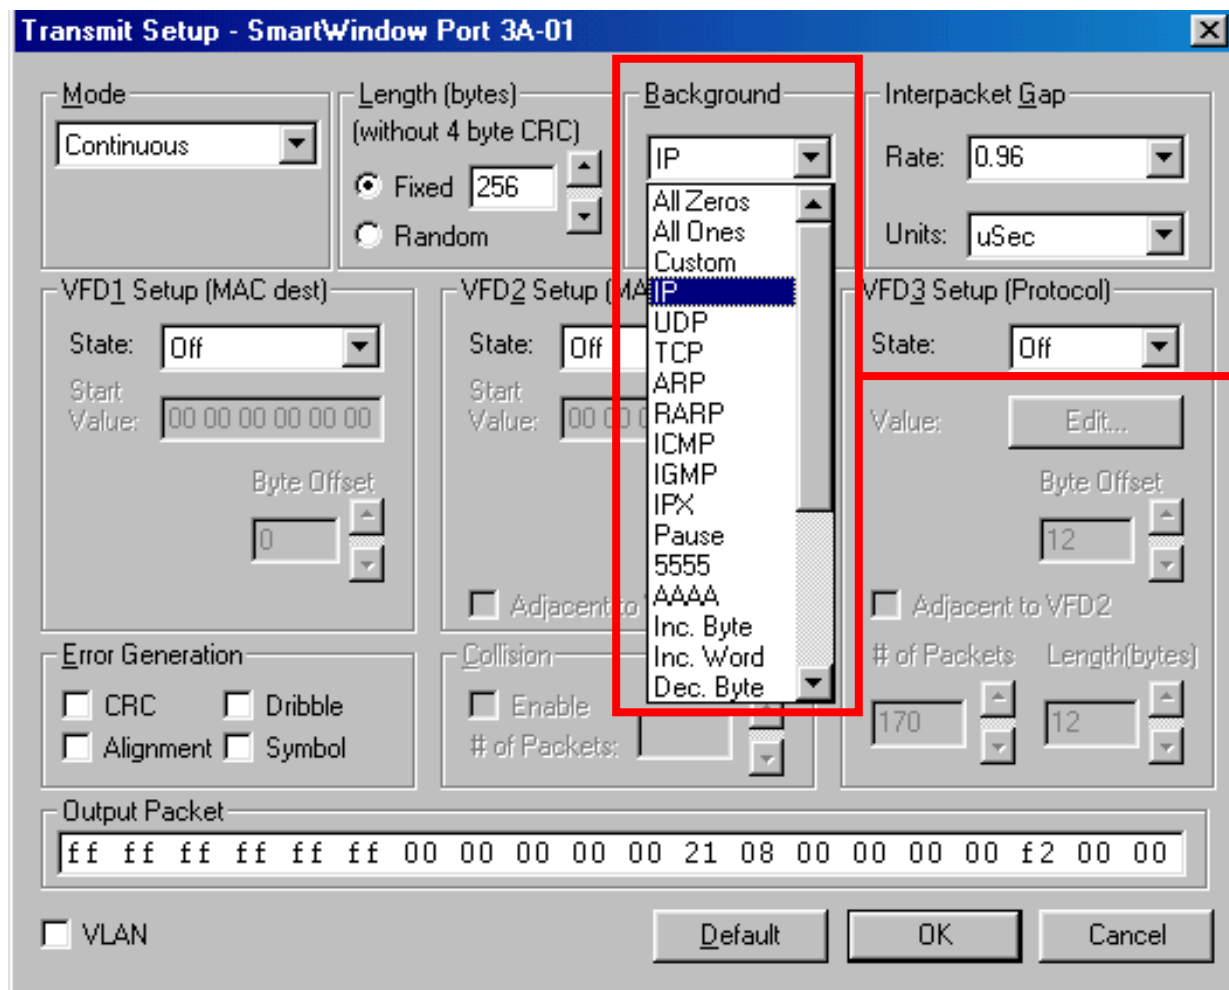 Transmit Setup - SmartWindow Port 3A-01
Mode
Continuous
Length (bytes)
(without 4 byte CRC)
Fixed 256
Random
Background
IP
All Zeros
All Ones
Custom
IP
UDP
TCP
ARP
RARP
ICMP
IGMP
IPX
Pause
5555
AAAA
Inc. Byte
Inc. Word
Dec. Byte
Interpacket Gap
Rate: 0.96
Units: uSec
VFD1 Setup (MAC dest)
State: Off
Start
Value: 00 00 00 00 00 00
Byte Offset
0
VFD2 Setup (MA
State: Off
Start
Value: 00 00 0
Adjacent to
VFD3 Setup (Protocol)
State: Off
Value: Edit...
Byte Offset
12
Adjacent to VFD2
# of Packets Length(bytes)
170 12
Error Generation
CRC Dribble
Alignment Symbol
Collision
Enable
# of Packets:
Output Packet
ff ff ff ff ff ff 00 00 00 00 00 21 08 00 00 00 00 f2 00 00
VLAN
Default OK Cancel